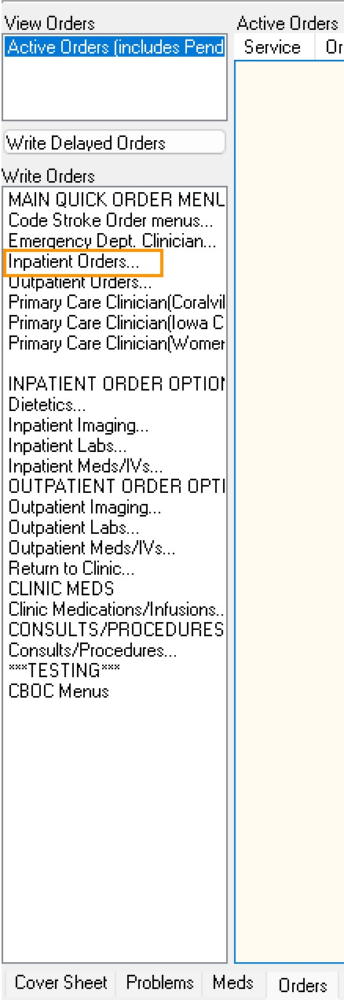 View Orders
Active Orders (includes Pend
Write Delayed Orders
Write Orders
MAIN QUICK ORDER MENU
Code Stroke Order menus...
Emergency Dept. Clinician...
Inpatient Orders...
Outpatient Orders...
Primary Care Clinician(Coralvil
Primary Care Clinician(Iowa C
Primary Care Clinician(Women
INPATIENT ORDER OPTION
Dietetics...
Inpatient Imaging...
Inpatient Labs...
Inpatient Meds/IVs...
OUTPATIENT ORDER OPTI
Outpatient Imaging...
Outpatient Labs...
Outpatient Meds/IVs...
Return to Clinic...
CLINIC MEDS
Clinic Medications/Infusions..
CONSULTS/PROCEDURES
Consults/Procedures...
***TESTING***
CBOC Menus
Active Orders
Service Or
Cover Sheet Problems Meds Orders